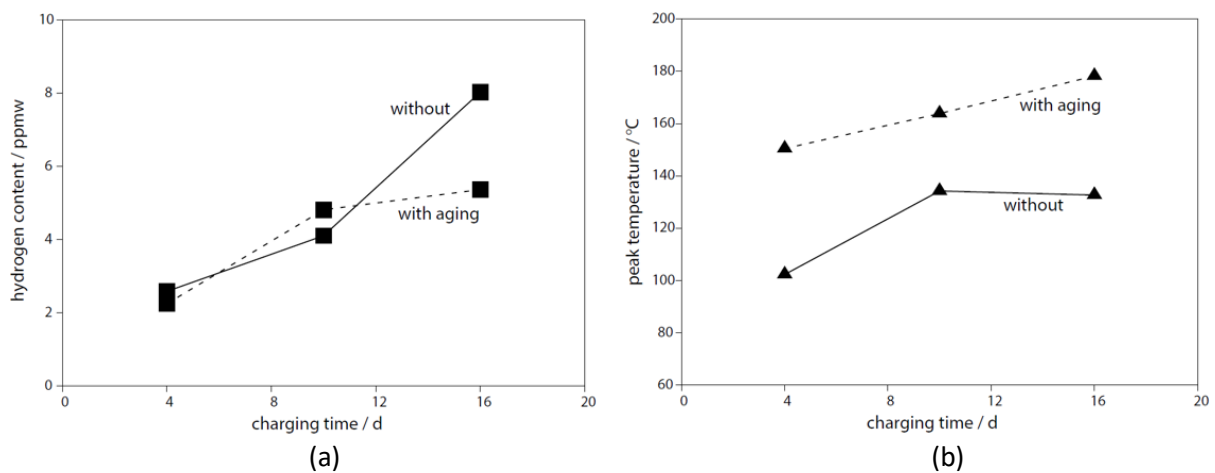 10
8
6
4
2
0
hydrogen content / ppmw
without
with aging
0 4 8 12 16 20
charging time / d
(a)
200
180
160
140
120
100
80
60
peak temperature / °C
with aging
without
0 4 8 12 16 20
charging time / d
(b)